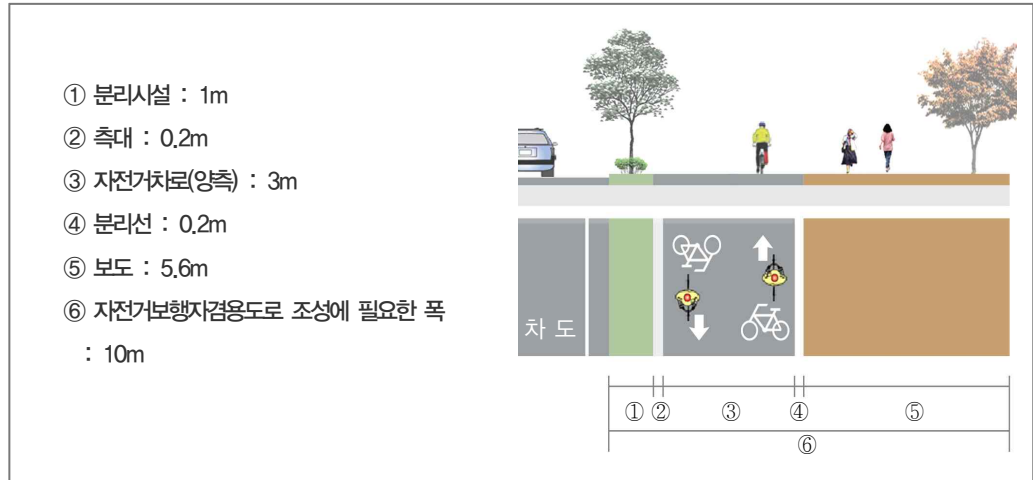 ① 분리시설 : 1m
② 측대 : 0.2m
③ 자전거차로(양측) : 3m
④ 분리선 : 0.2m
⑤ 보도 : 5.6m
⑥ 자전거보행자겸용도로 조성에 필요한 폭
: 10m
차 도
① ② ③ ④ ⑤
⑥